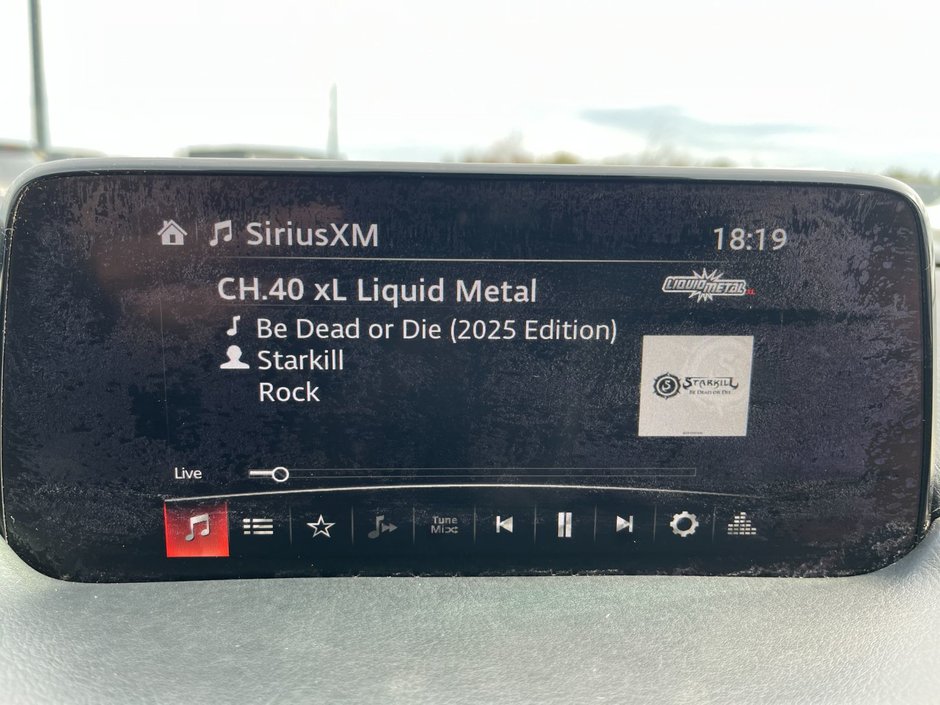 SiriusXM
18:19
CH.40 xL Liquid Metal
LIQUID METAL XL
Be Dead or Die (2025 Edition)
Starkill
Rock
S STARKILL
BE DEAD OR DIE
Live
Tune
Mix